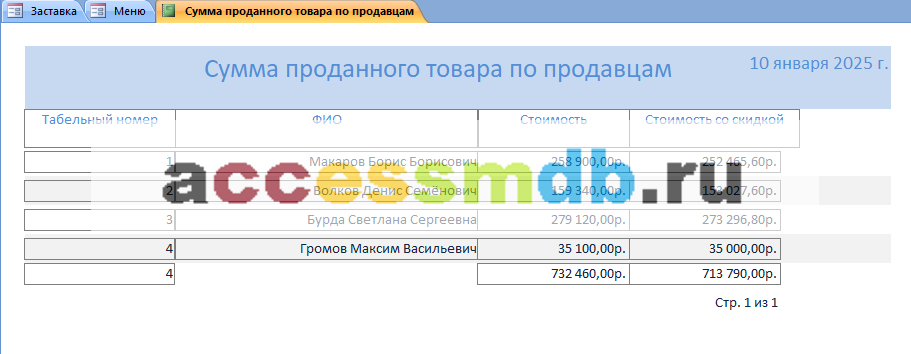 Заставка Меню Сумма проданного товара по продавцам
Сумма проданного товара по продавцам 10 января 2025 г.
Табельный номер ФИО Стоимость Стоимость со скидкой
1 Макаров Борис Борисович 258 900,00р. 252 465,60р.
2 Волков Денис Семёнович 159 340,00р. 153 027,60р.
accessmdb.ru
3 Бурда Светлана Сергеевна 279 120,00р. 273 296,80р.
4 Громов Максим Васильевич 35 100,00р. 35 000,00р.
4 732 460,00р. 713 790,00р.
Стр. 1 из 1